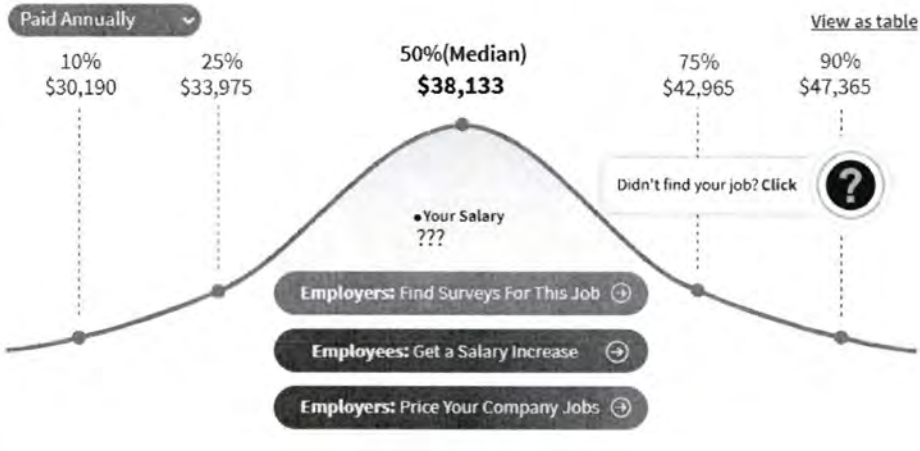 Paid Annually
View as table
10%
$30,190
25%
$33,975
50%(Median)
$38,133
75%
$42,965
90%
$47,365
Didn't find your job? Click
?
Your Salary
???
Employers: Find Surveys For This Job
Employees: Get a Salary Increase
Employers: Price Your Company Jobs